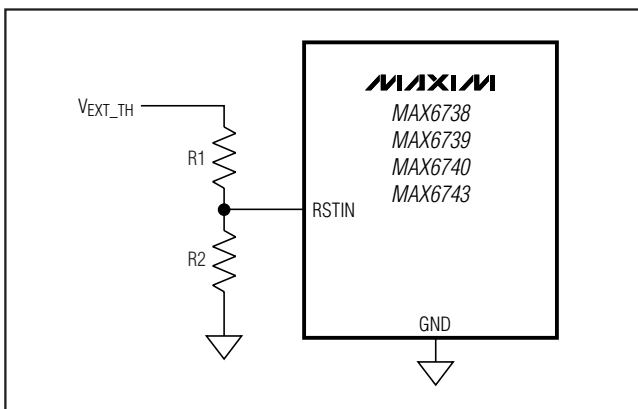 MAXIM
MAX6738
MAX6739
MAX6740
MAX6743
VEXT_TH
R1
RSTIN
R2
GND